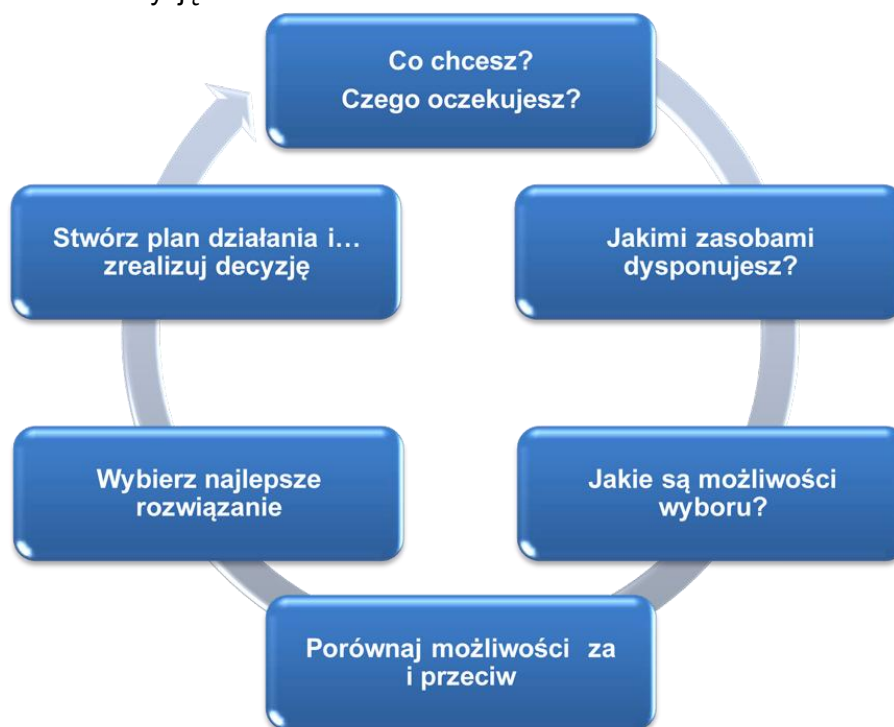 Co chcesz?
Czego oczekujesz?
Jakimi zasobami
dysponujesz?
Jakie są możliwości
wyboru?
Porównaj możliwości za
i przeciw
Wybierz najlepsze
rozwiązanie
Stwórz plan działania i…
zrealizuj decyzję